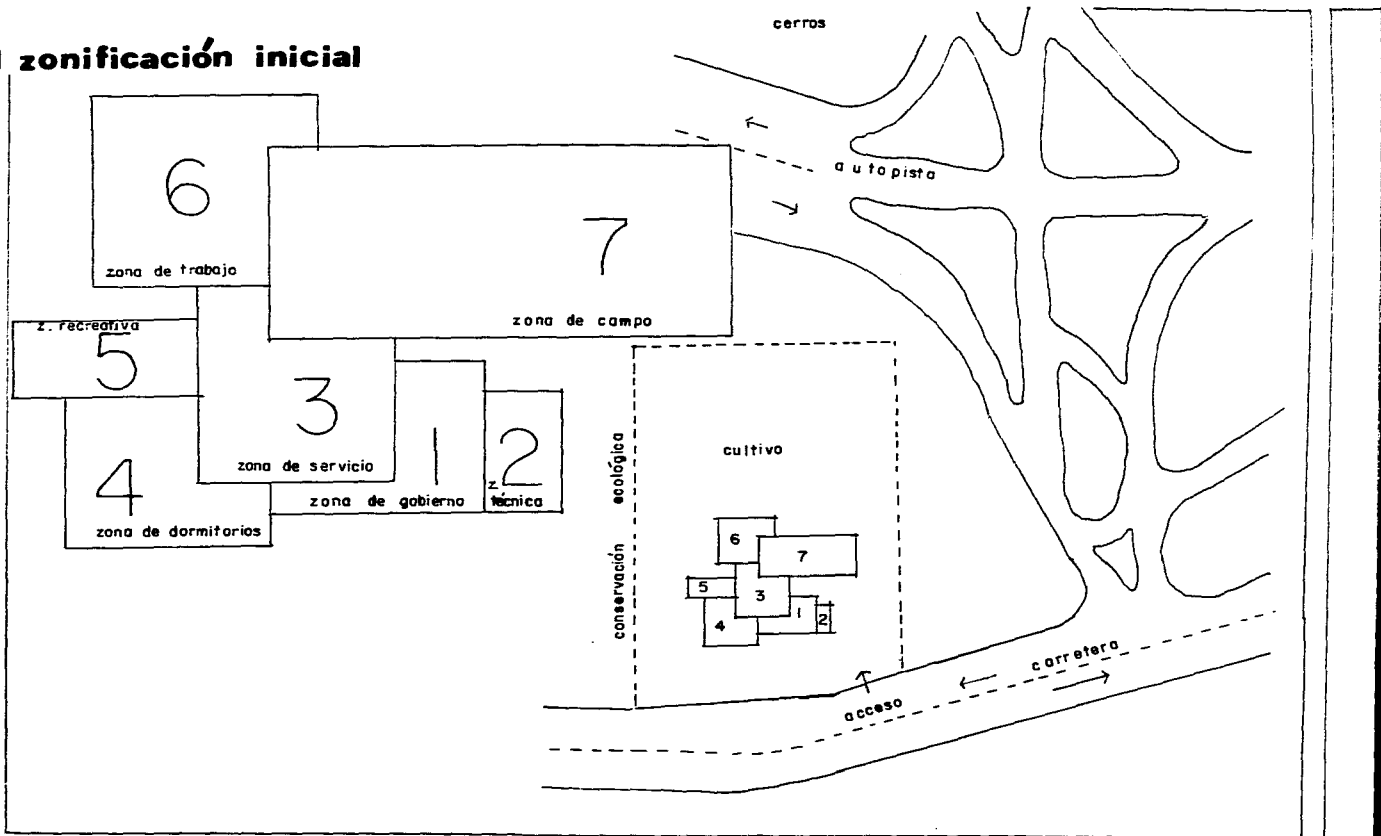 zonificación inicial
6
zona de trabajo
7
zona de campo
z. recreativa
5
3
zona de servicio
4
zona de dormitorios
1
zona de gobierno
2
z.
técnica
cerros
autopista
conservación ecológica
cultivo
6
7
5
3
4
1
2
acceso
carretera